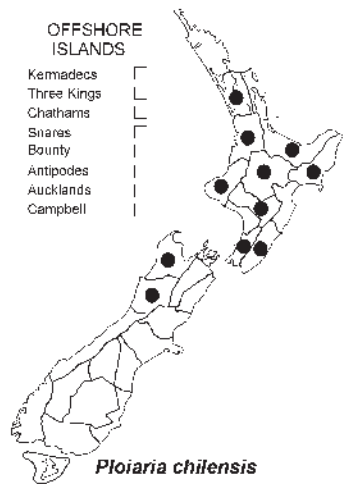 OFFSHORE
ISLANDS
Kermadecs
Three Kings
Chathams
Snares
Bounty
Antipodes
Aucklands
Campbell
Ploiaria chilensis